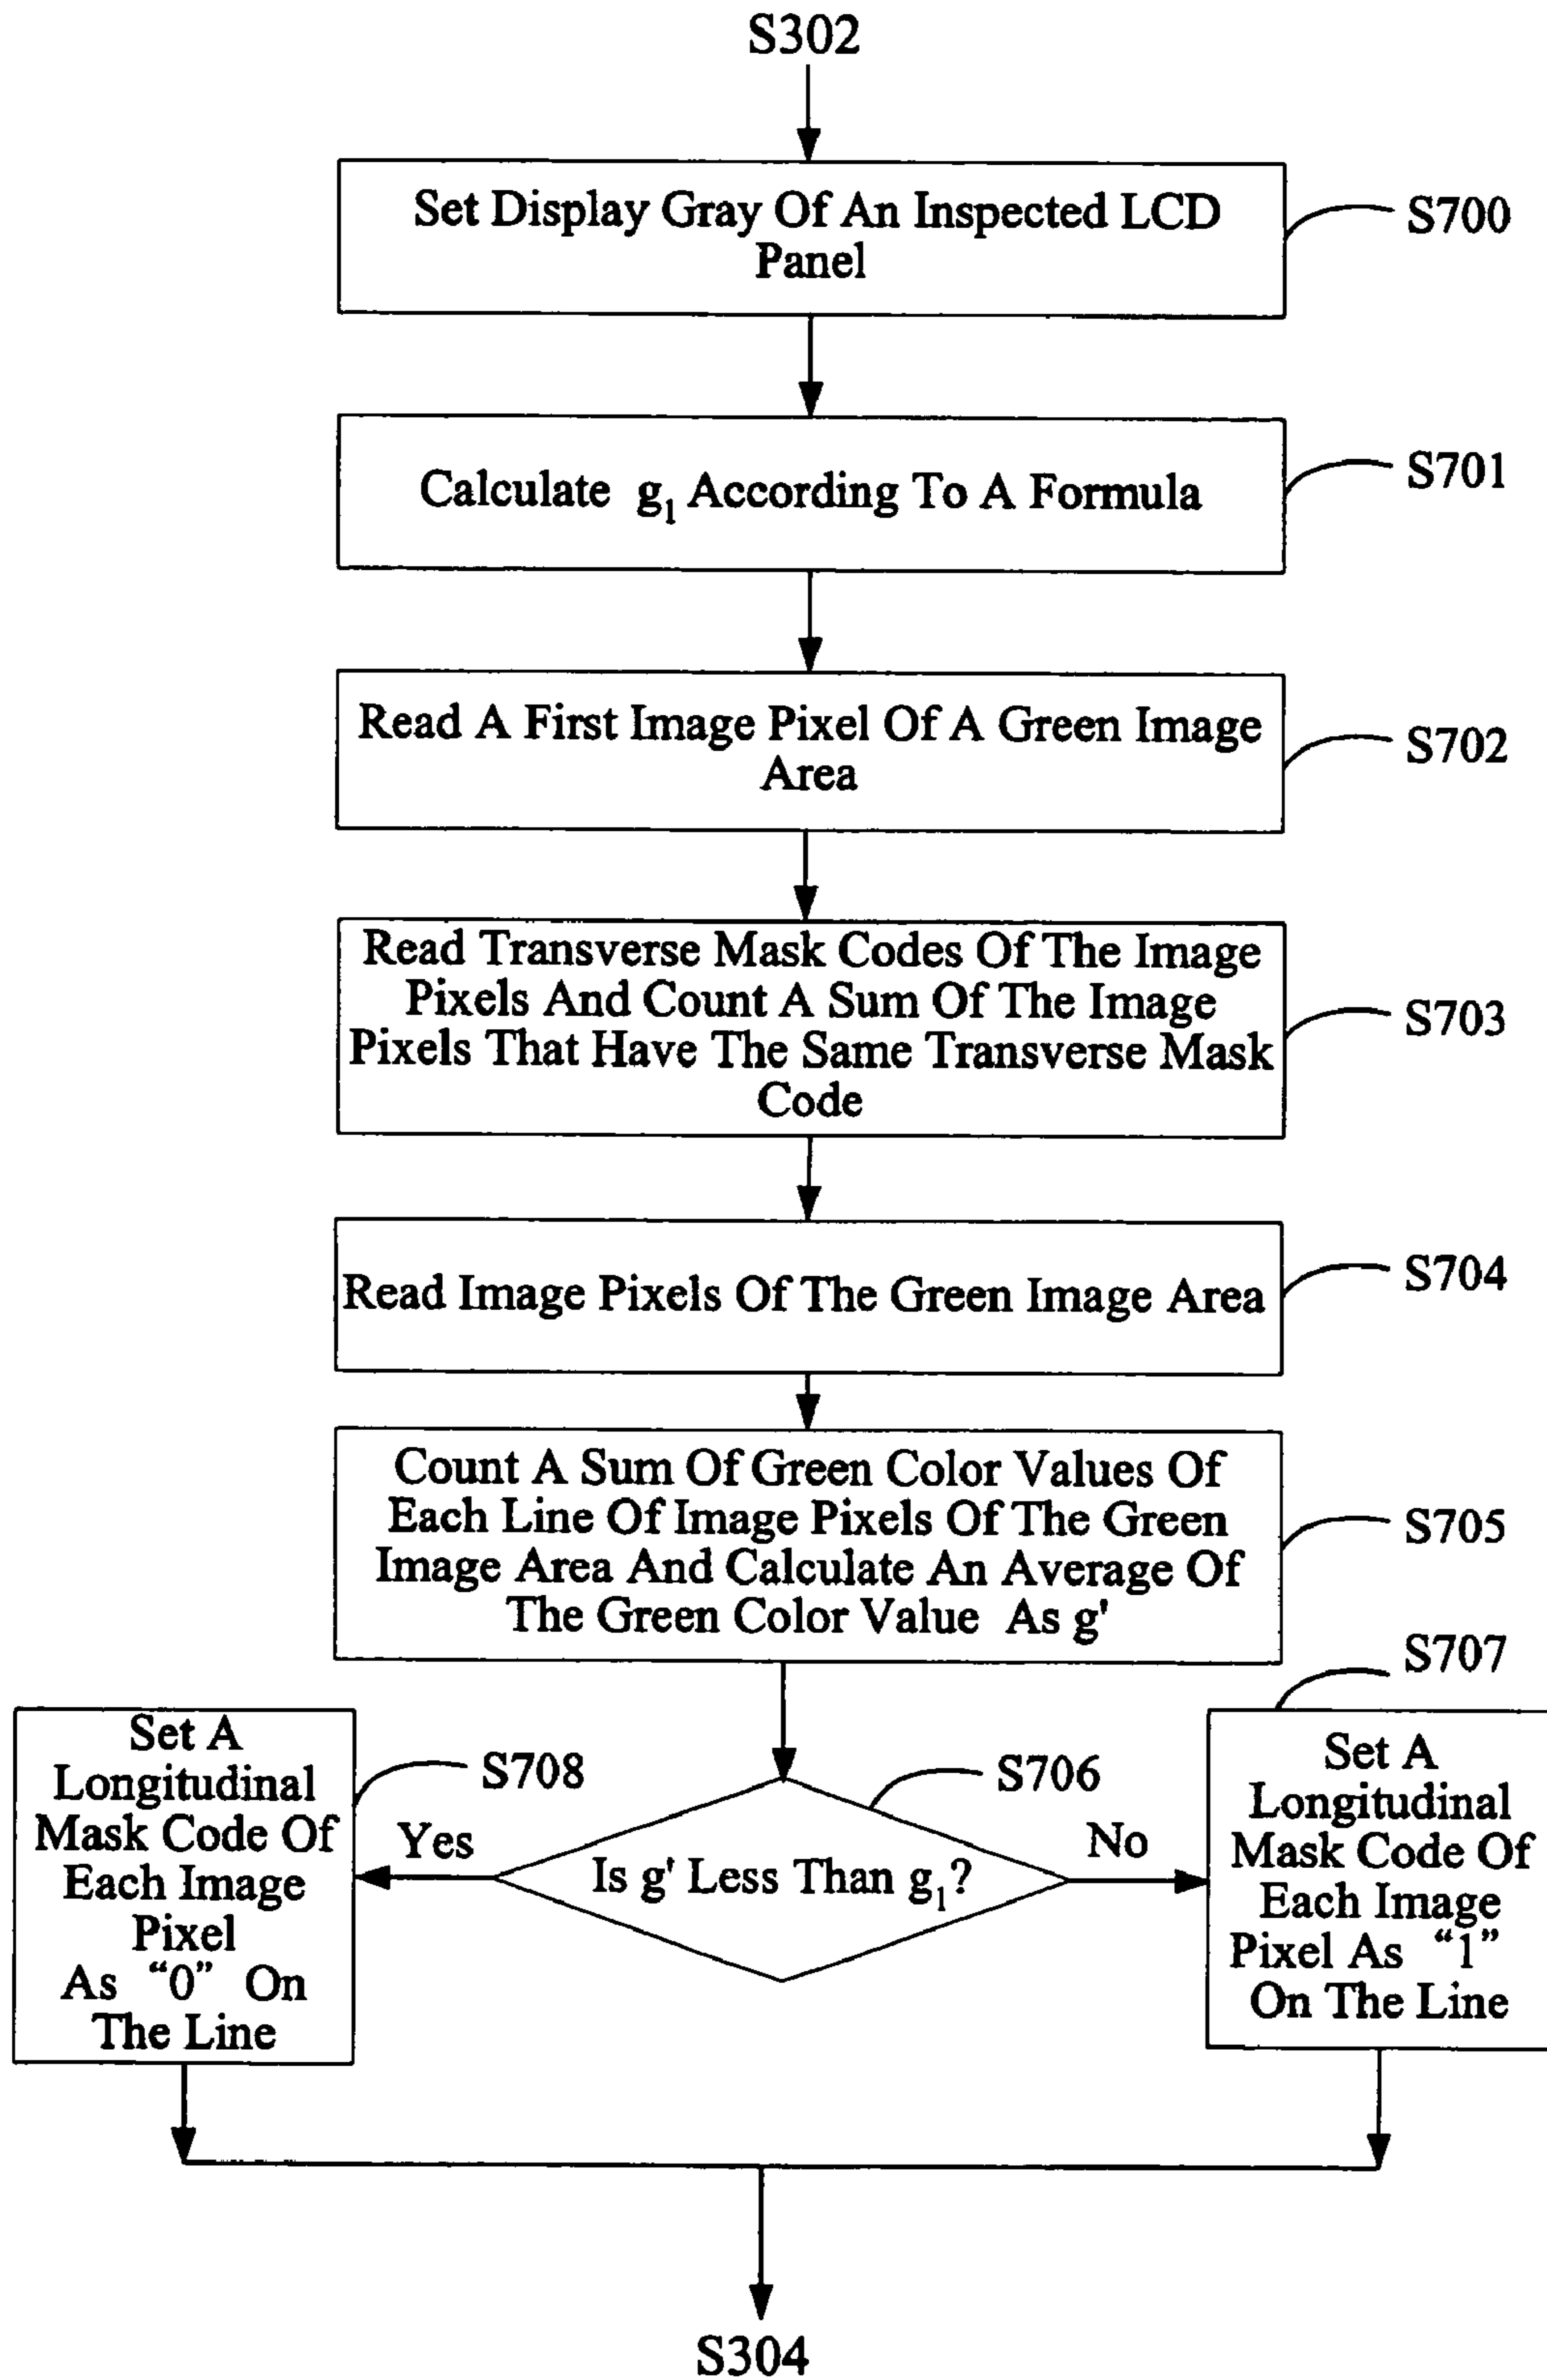 S302
Set Display Gray Of An Inspected LCD
Panel
S700
Calculate g₁ According To A Formula
S701
Read A First Image Pixel Of A Green Image
Area
S702
Read Transverse Mask Codes Of The Image
Pixels And Count A Sum Of The Image
Pixels That Have The Same Transverse Mask
Code
S703
Read Image Pixels Of The Green Image Area
S704
Count A Sum Of Green Color Values Of
Each Line Of Image Pixels Of The Green
Image Area And Calculate An Average Of
The Green Color Value As g'
S705
Is g' Less Than g₁?
S706
Yes
No
Set A
Longitudinal
Mask Code Of
Each Image
Pixel
As “0” On
The Line
S708
S707
Set A
Longitudinal
Mask Code Of
Each Image
Pixel As “1”
On The Line
S304